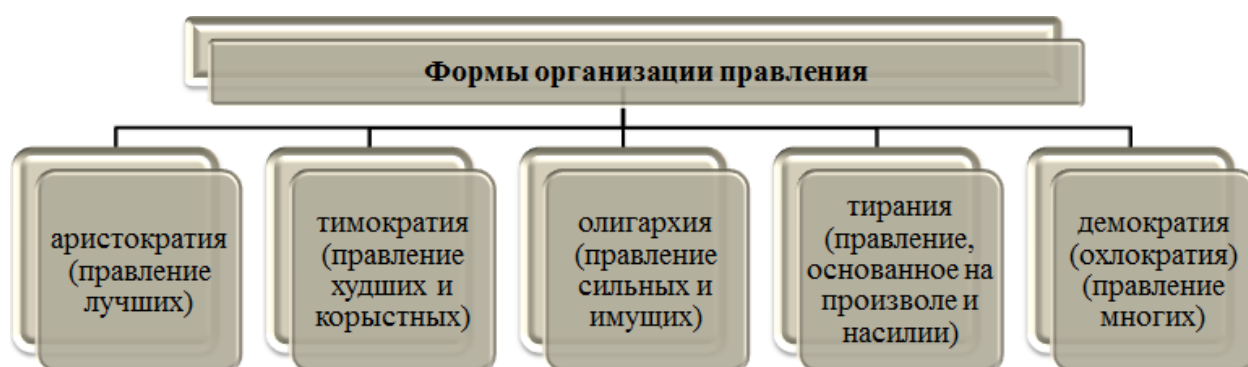 Формы организации правления
аристократия
(правление
лучших)
тимократия
(правление
худших и
корыстных)
олигархия
(правление
сильных и
имущих)
тирания
(правление,
основанное на
произволе и
насилии)
демократия
(охлократия)
(правление
многих)